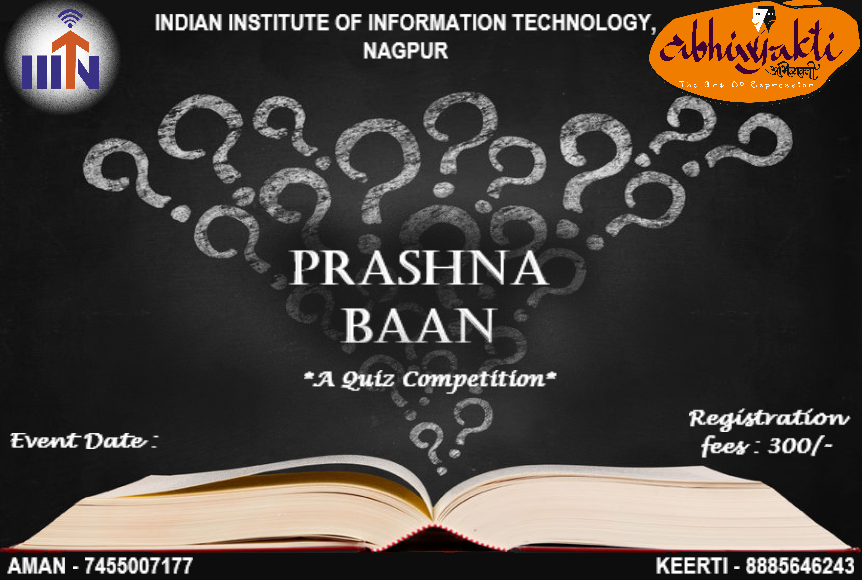 INDIAN INSTITUTE OF INFORMATION TECHNOLOGY,
NAGPUR
IIITN
abhivyakti
अभिव्यक्ती
The Art Of Expression
PRASHNA
BAAN
*A Quiz Competition*
Event Date :
Registration
fees : 300/-
AMAN - 7455007177
KEERTI - 8885646243